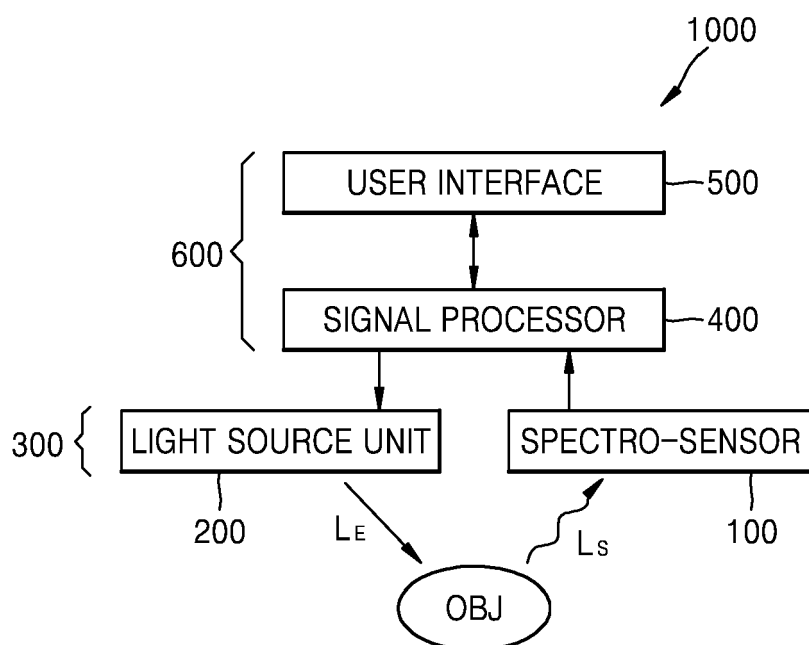 1000
USER INTERFACE
500
600
SIGNAL PROCESSOR
400
300
LIGHT SOURCE UNIT
SPECTRO-SENSOR
200
LE
LS
100
OBJ